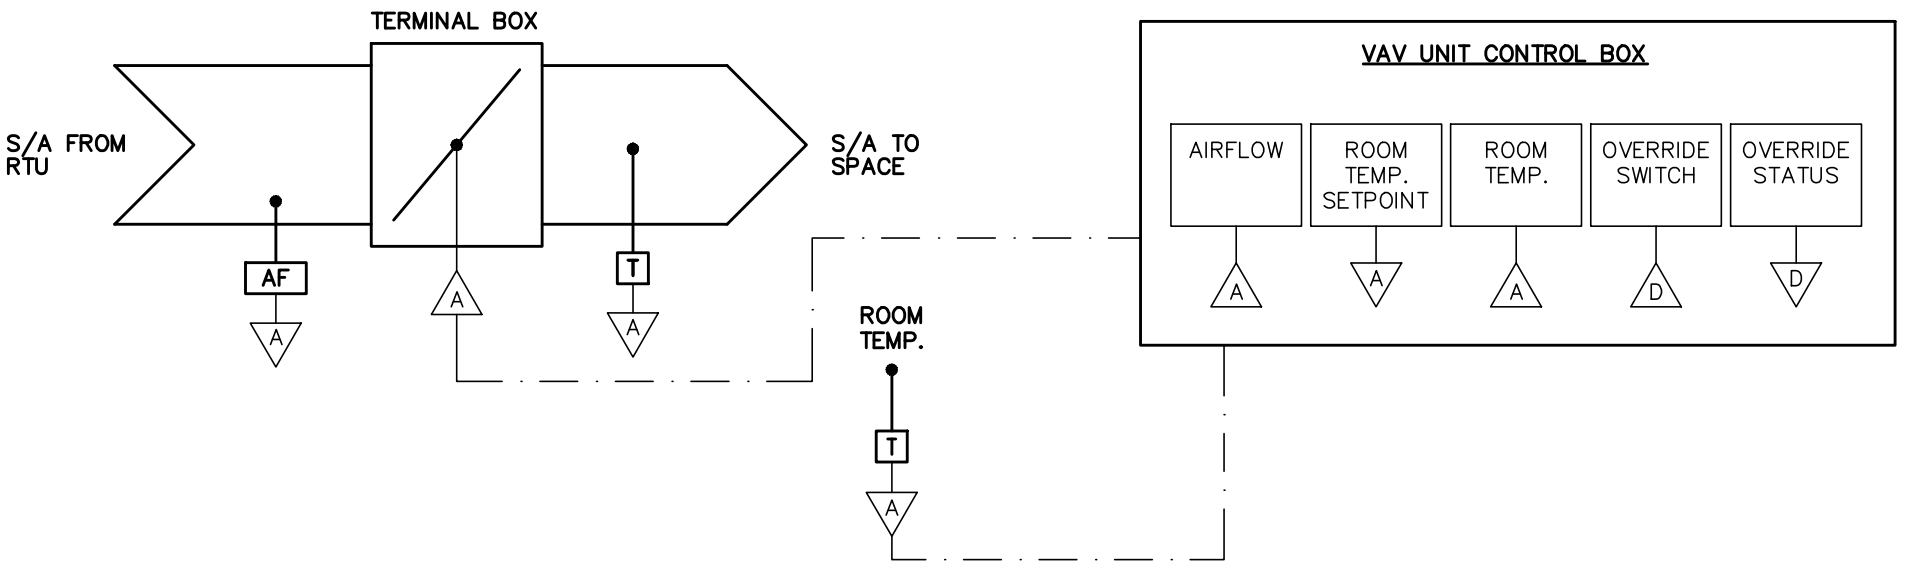 TERMINAL BOX
S/A FROM
RTU
AF
A
A
T
A
S/A TO
SPACE
ROOM
TEMP.
T
A
VAV UNIT CONTROL BOX
AIRFLOW
A
ROOM
TEMP.
SETPOINT
A
ROOM
TEMP.
A
OVERRIDE
SWITCH
D
OVERRIDE
STATUS
D